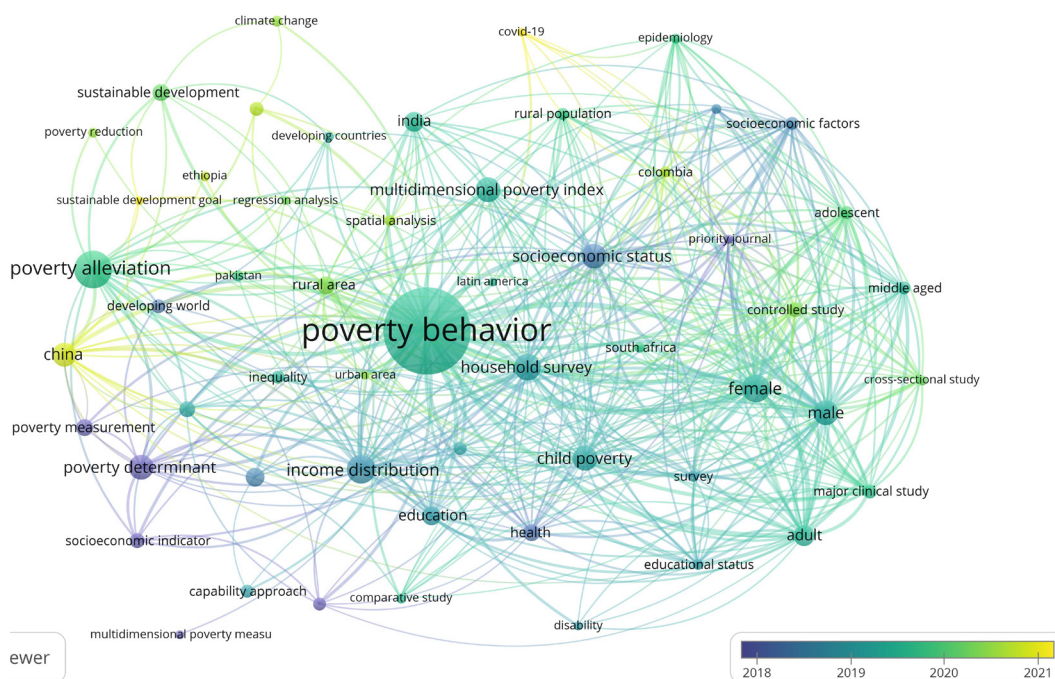 climate change
covid-19
epidemiology
sustainable development
rural population
india
socioeconomic factors
poverty reduction
developing countries
colombia
ethiopia
multidimensional poverty index
sustainable development goal
regression analysis
spatial analysis
adolescent
priority journal
socioeconomic status
poverty alleviation
pakistan
latin america
rural area
middle aged
developing world
controlled study
poverty behavior
south africa
china
household survey
inequality
urban area
cross-sectional study
female
male
poverty measurement
child poverty
poverty determinant
income distribution
survey
major clinical study
education
health
adult
socioeconomic indicator
educational status
capability approach
comparative study
disability
multidimensional poverty measu
ewer
2018
2019
2020
2021